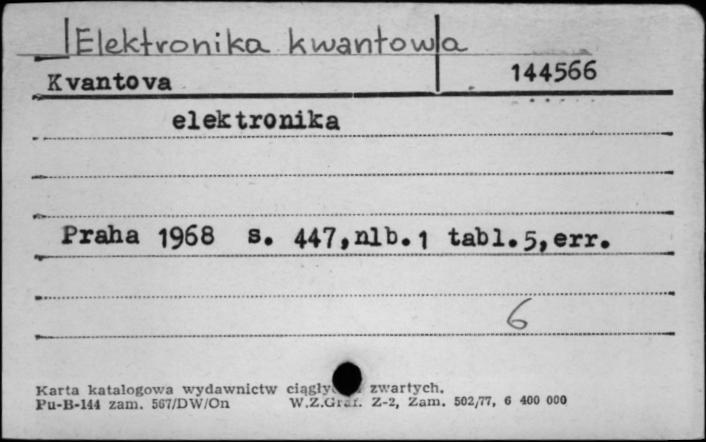 Elektronika kwantowa
Kvantova 144566
elektronika
Praha 1968 s. 447,nlb.1 tabl.5,err.
6
Karta katalogowa wydawnictw zwartych.
Pu-B-144 zam. 567/DW/On W.Z.Graf. Z-2, Zam. 502/77, 6 400 000